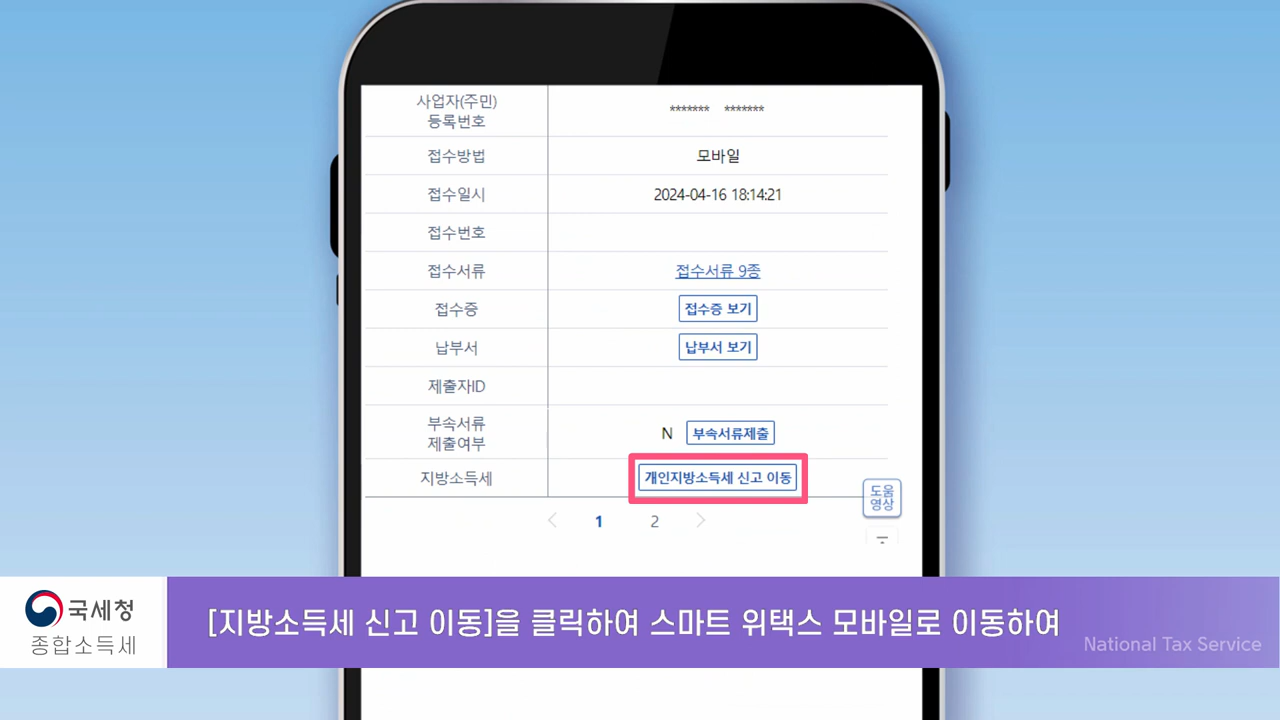 사업자(주민)
등록번호
******* *******
접수방법
모바일
접수일시
2024-04-16 18:14:21
접수번호
접수서류
접수서류 9종
접수증
접수증 보기
납부서
납부서 보기
제출자ID
부속서류
제출여부
N 부속서류제출
지방소득세
개인지방소득세 신고 이동
도움
영상
1 2
국세청
종합소득세
[지방소득세 신고 이동]을 클릭하여 스마트 위택스 모바일로 이동하여
National Tax Service